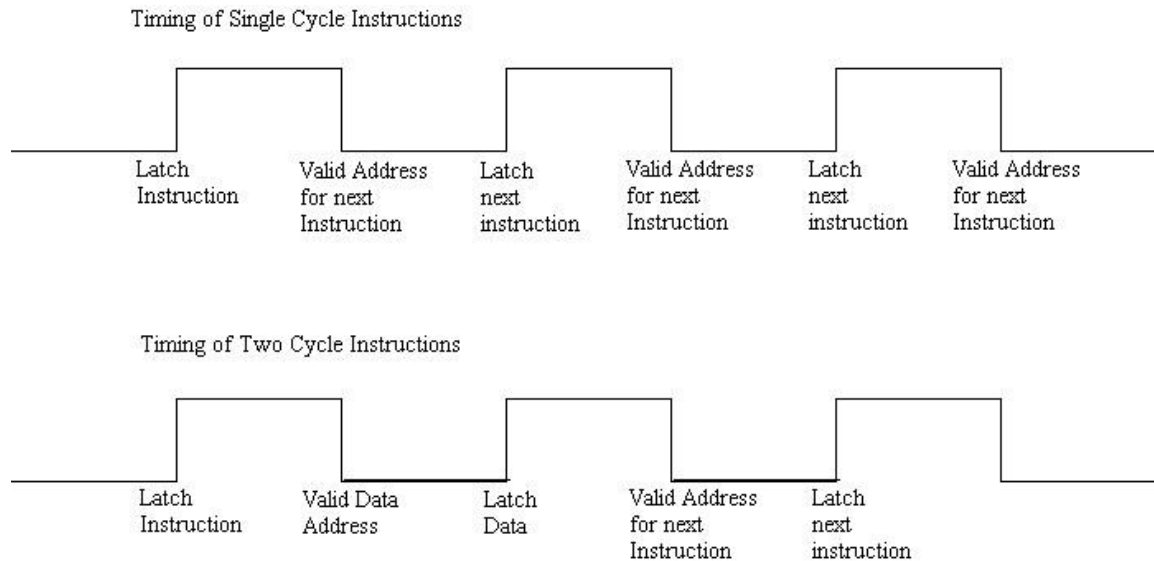 Timing of Single Cycle Instructions
Latch
Instruction
Valid Address
for next
Instruction
Latch
next
instruction
Valid Address
for next
Instruction
Latch
next
instruction
Valid Address
for next
Instruction
Timing of Two Cycle Instructions
Latch
Instruction
Valid Data
Address
Latch
Data
Valid Address
for next
Instruction
Latch
next
instruction